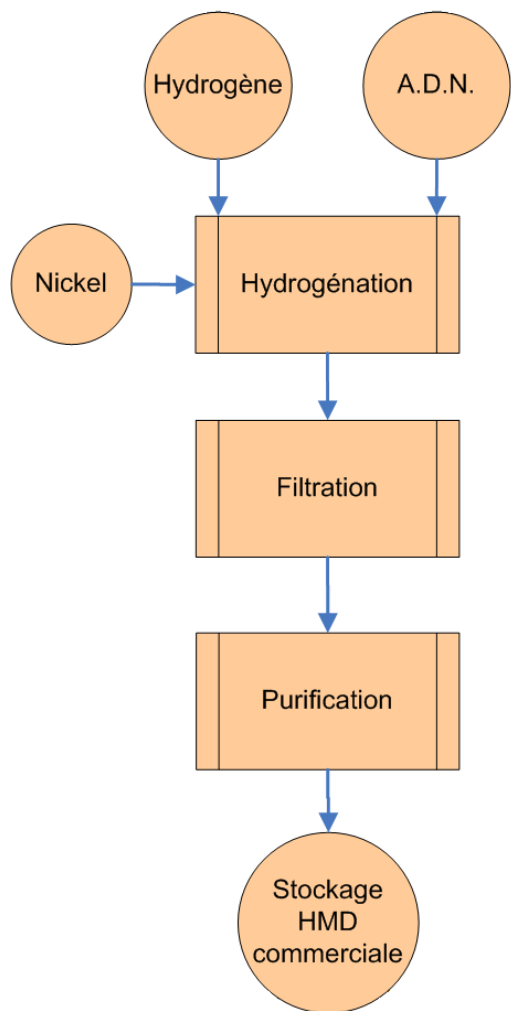 Hydrogène
A.D.N.
Nickel
Hydrogénation
Filtration
Purification
Stockage
HMD
commerciale